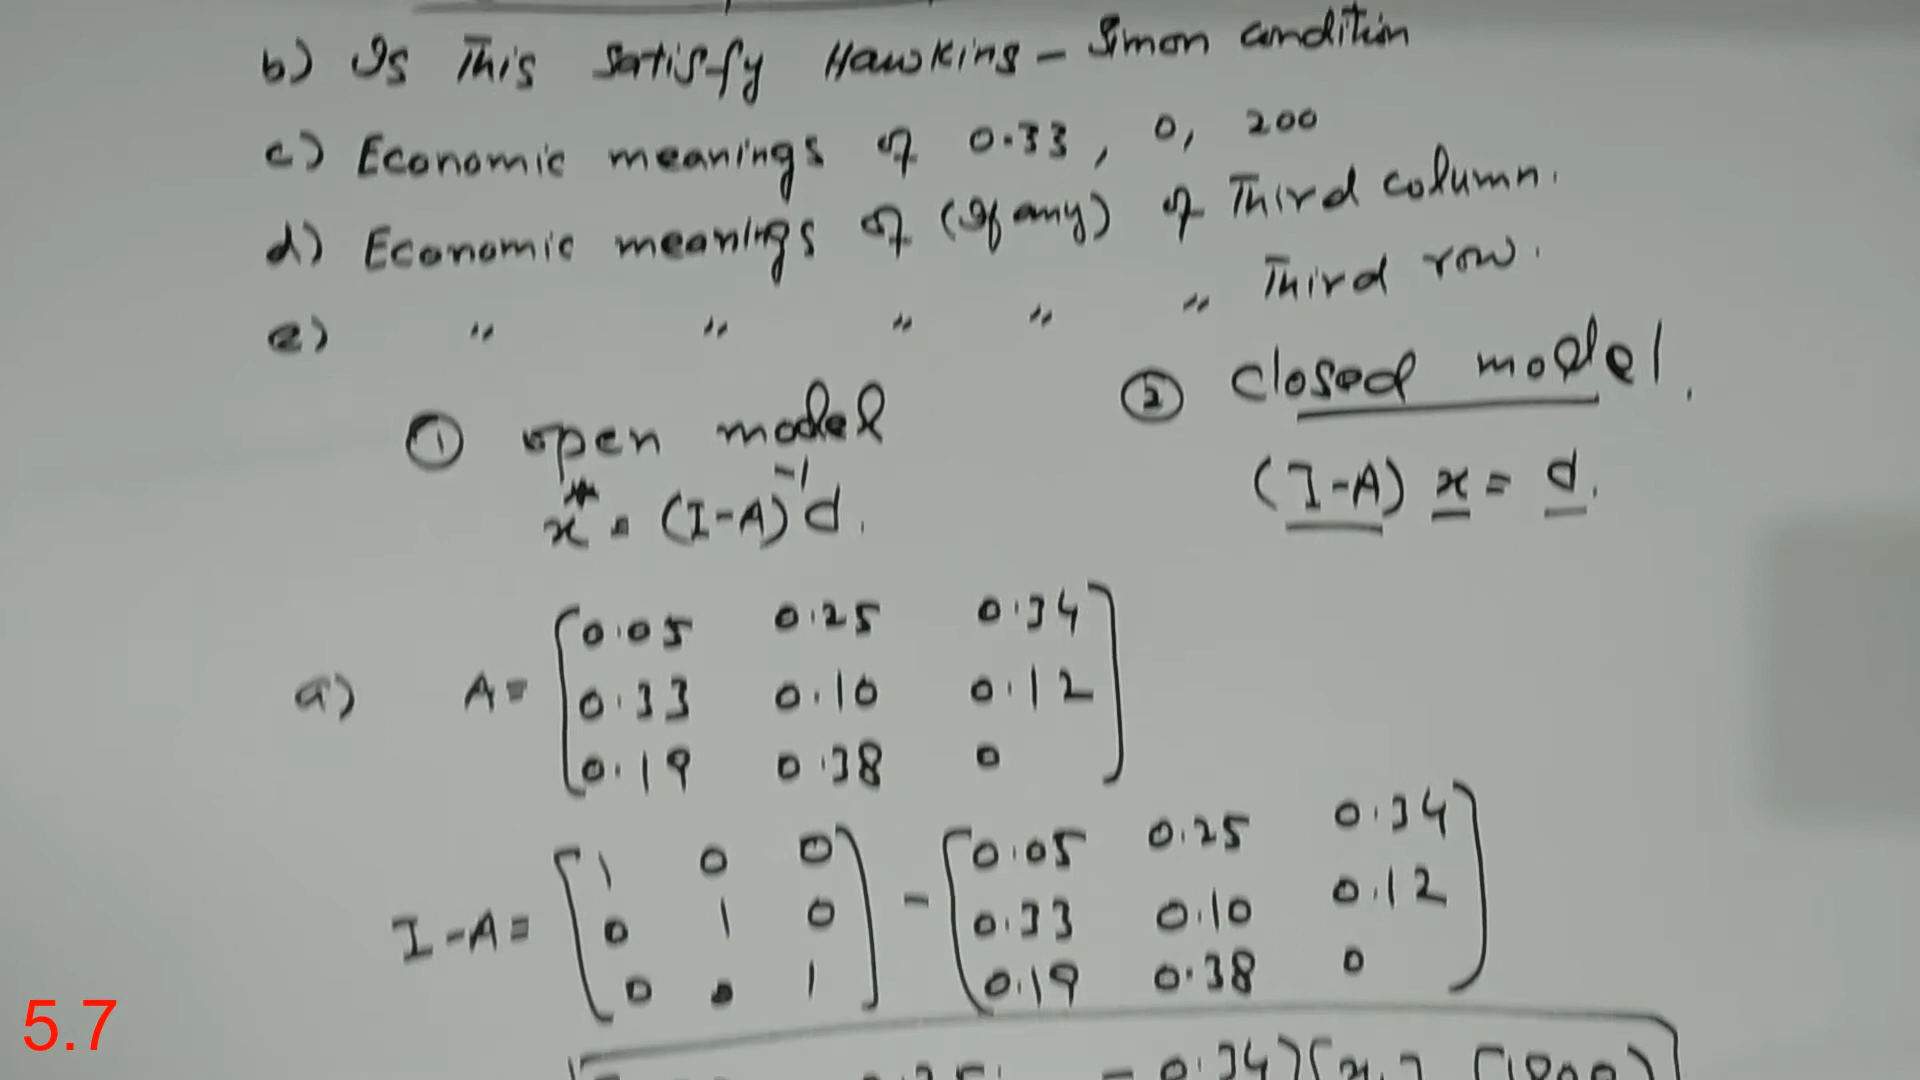 b) Is This Satisfy Hawking - Simon condition
c) Economic meanings of 0.33, 0, 200
d) Economic meanings of (If any) of Third column.
e) " " " " " Third row.
① open model
x* = (I-A)⁻¹d.
② closed model.
(I-A) x = d.
a) A= [0.05 0.25 0.34
0.33 0.10 0.12
0.19 0.38 0]
I-A= [1 0 0
0 1 0
0 0 1] - [0.05 0.25 0.34
0.33 0.10 0.12
0.19 0.38 0]
5.7